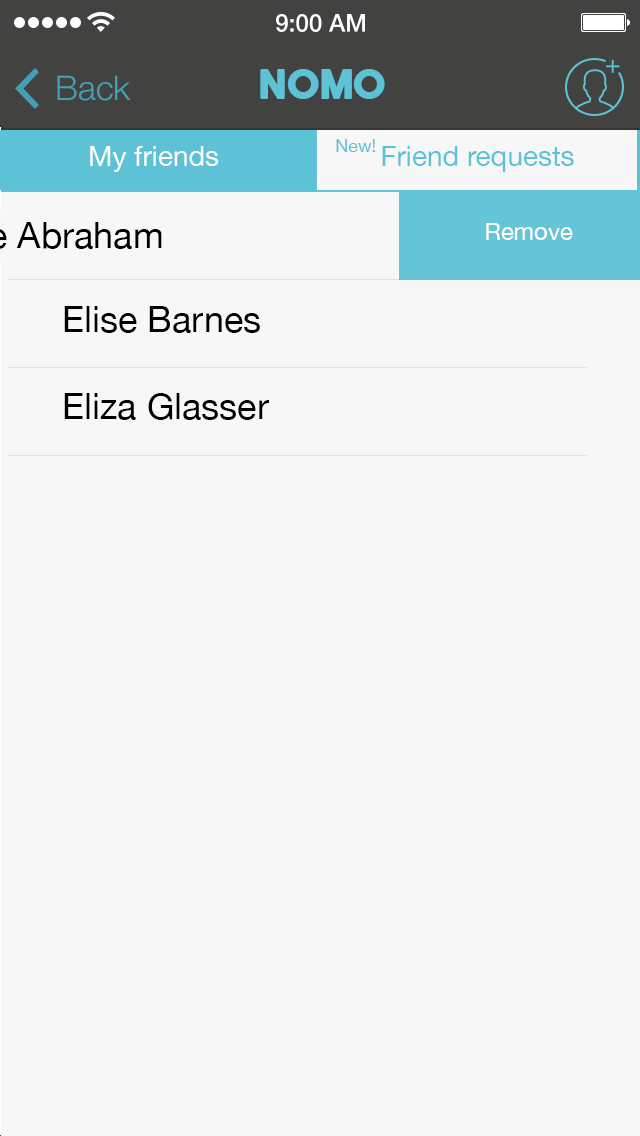 9:00 AM
Back
NOMO
My friends
New! Friend requests
e Abraham
Remove
Elise Barnes
Eliza Glasser